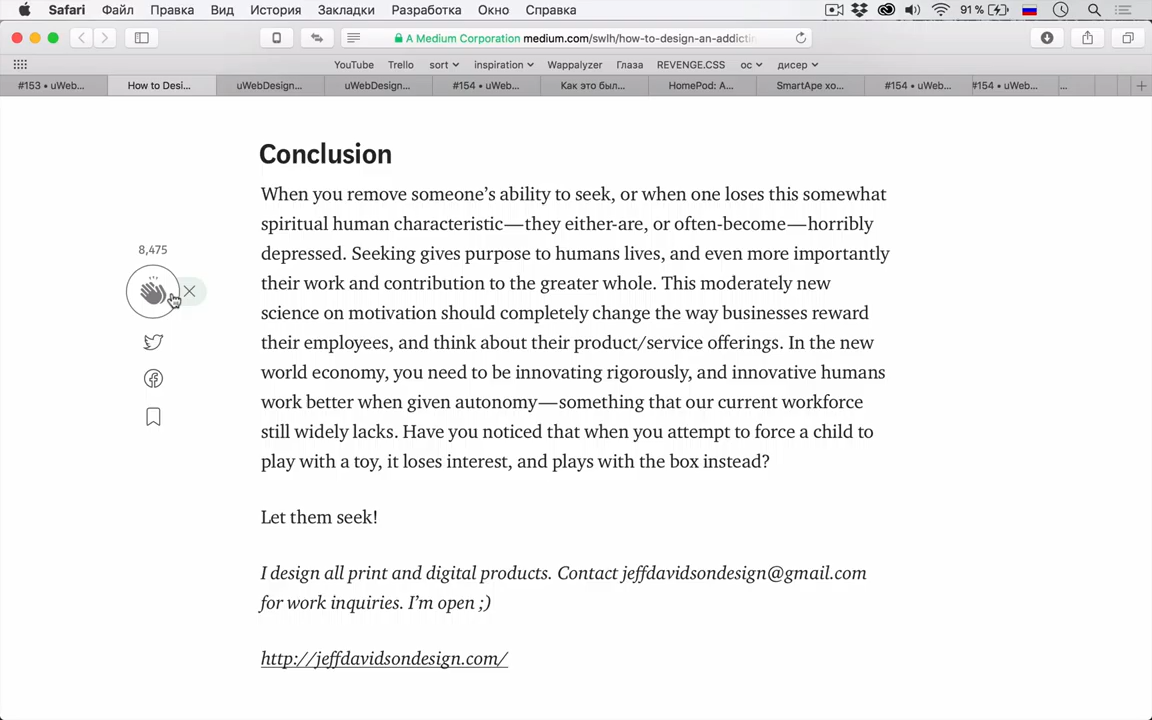 Safari Файл Правка Вид История Закладки Разработка Окно Справка 91 %
A Medium Corporation medium.com/swlh/how-to-design-an-addictin
YouTube Trello sort inspiration Wappalyzer Глаза REVENGE.CSS ос дисер
#153 • uWeb... How to Desi... uWebDesign... uWebDesign... #154 • uWeb... Как это был... HomePod: A... SmartApe хо... #154 • uWeb... #154 • uWeb... ...
Conclusion
When you remove someone’s ability to seek, or when one loses this somewhat
spiritual human characteristic—they either-are, or often-become—horribly
depressed. Seeking gives purpose to humans lives, and even more importantly
their work and contribution to the greater whole. This moderately new
science on motivation should completely change the way businesses reward
their employees, and think about their product/service offerings. In the new
world economy, you need to be innovating rigorously, and innovative humans
work better when given autonomy—something that our current workforce
still widely lacks. Have you noticed that when you attempt to force a child to
play with a toy, it loses interest, and plays with the box instead?
8,475
Let them seek!
I design all print and digital products. Contact jeffdavidsondesign@gmail.com
for work inquiries. I’m open ;)
http://jeffdavidsondesign.com/